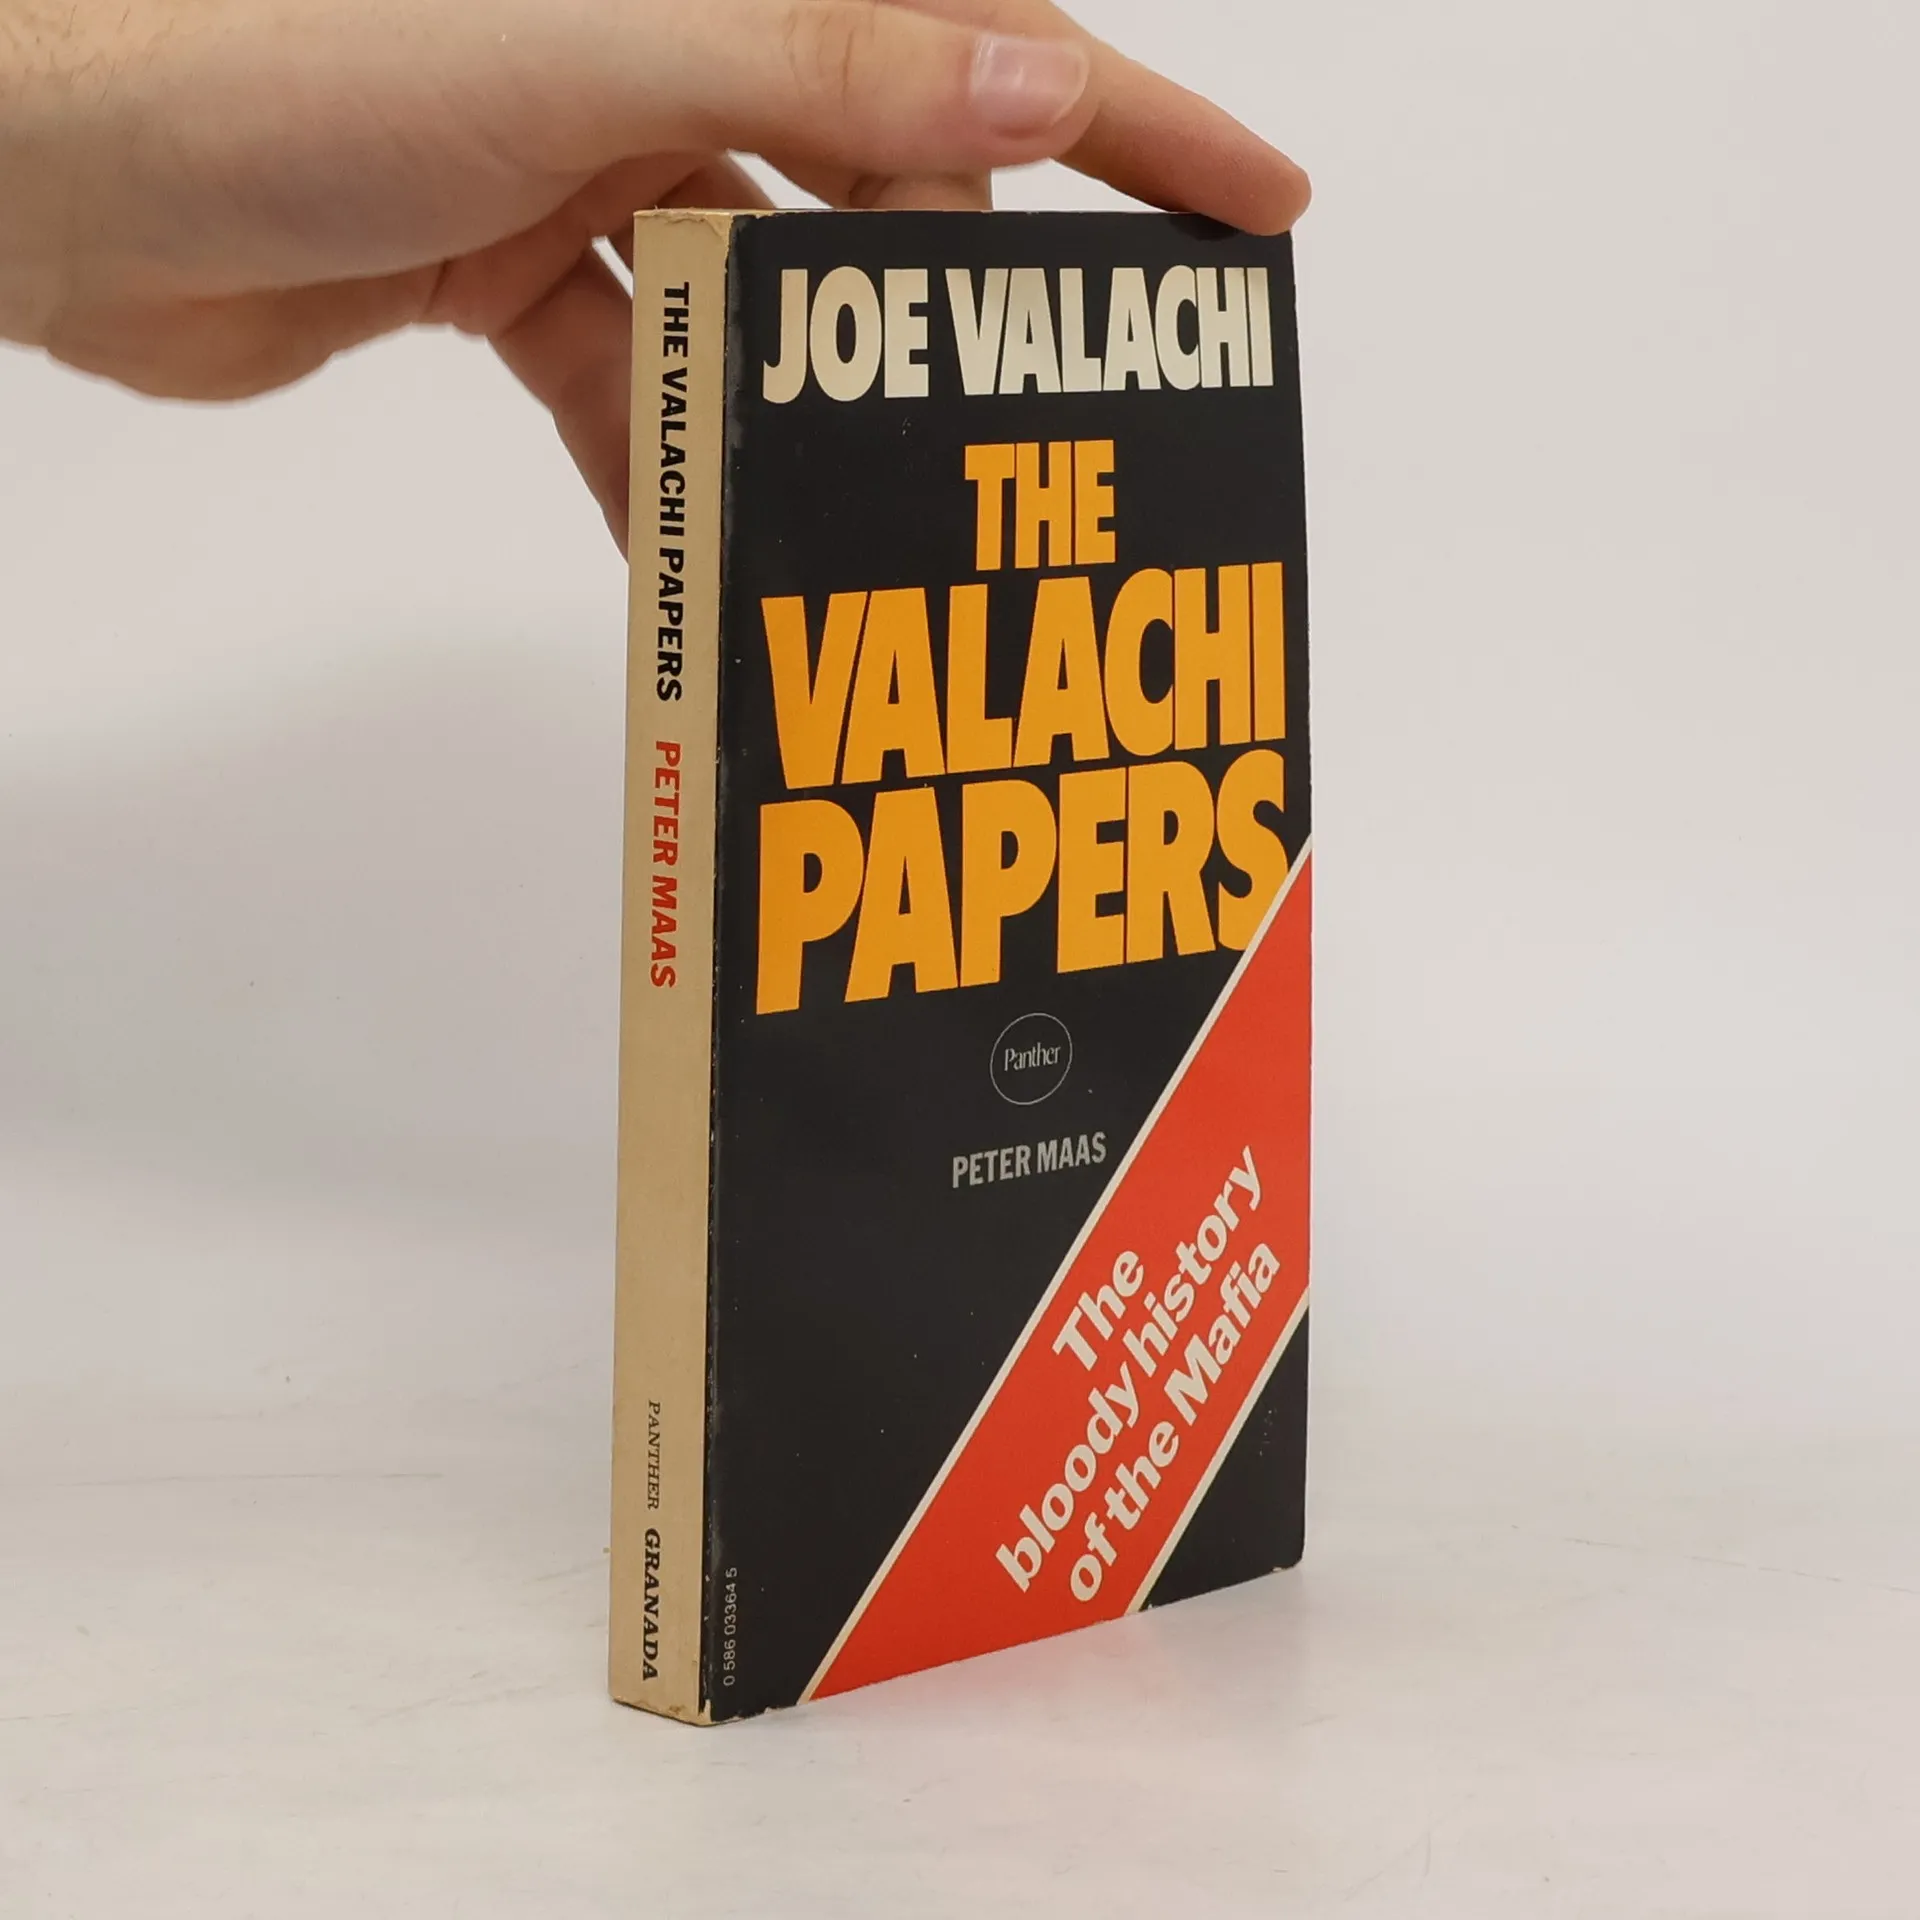 THE VALACHI PAPERS PETER MAAS
PANTHER GRANADA
JOE VALACHI
THE
VALACHI
PAPERS
Panther
PETER MAAS
The
bloody history
of the Mafia
0 586 03364 5